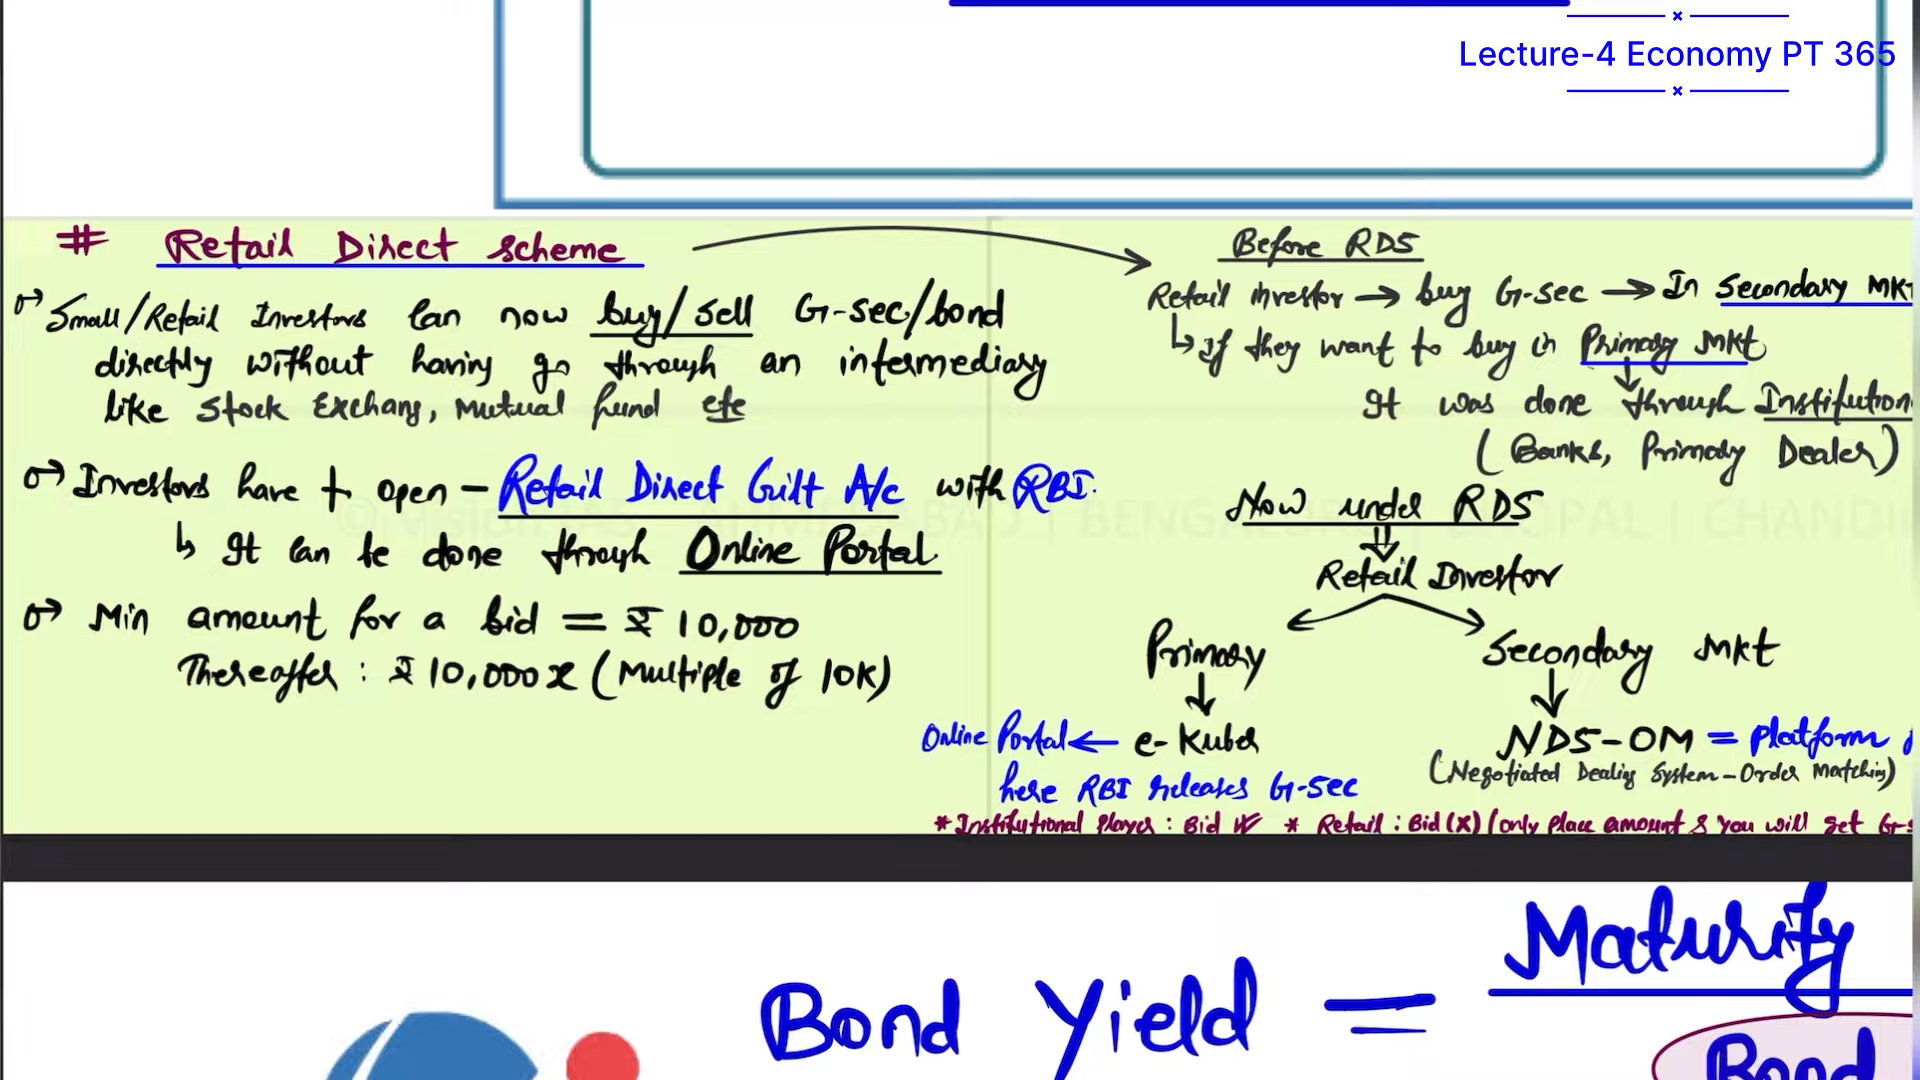 Lecture-4 Economy PT 365
# Retail Direct Scheme
Small/Retail Investors can now buy/sell G-sec/bond
directly without having go through an intermediary
like Stock Exchang, Mutual fund etc
Investors have to open - Retail Direct Gilt A/c with RBI.
It can be done through Online Portal
Min amount for a bid = ₹ 10,000
Thereafter : ₹ 10,000x (Multiple of 10K)
Before RDS
Retail investor → buy G-sec → In Secondary Mkt
If they want to buy in Primary Mkt
It was done through Institution
(Banks, Primary Dealer)
Now under RDS
Retail Investor
Primary Secondary Mkt
Online Portal ← e-Kuber NDS-OM = Platform
here RBI releases G-sec (Negotiated Dealing System-Order Matching)
* Institutional player : Bid ✓ * Retail : Bid (x) (only place amount & you will get G-s
Maturity
Bond Yield =
Bond